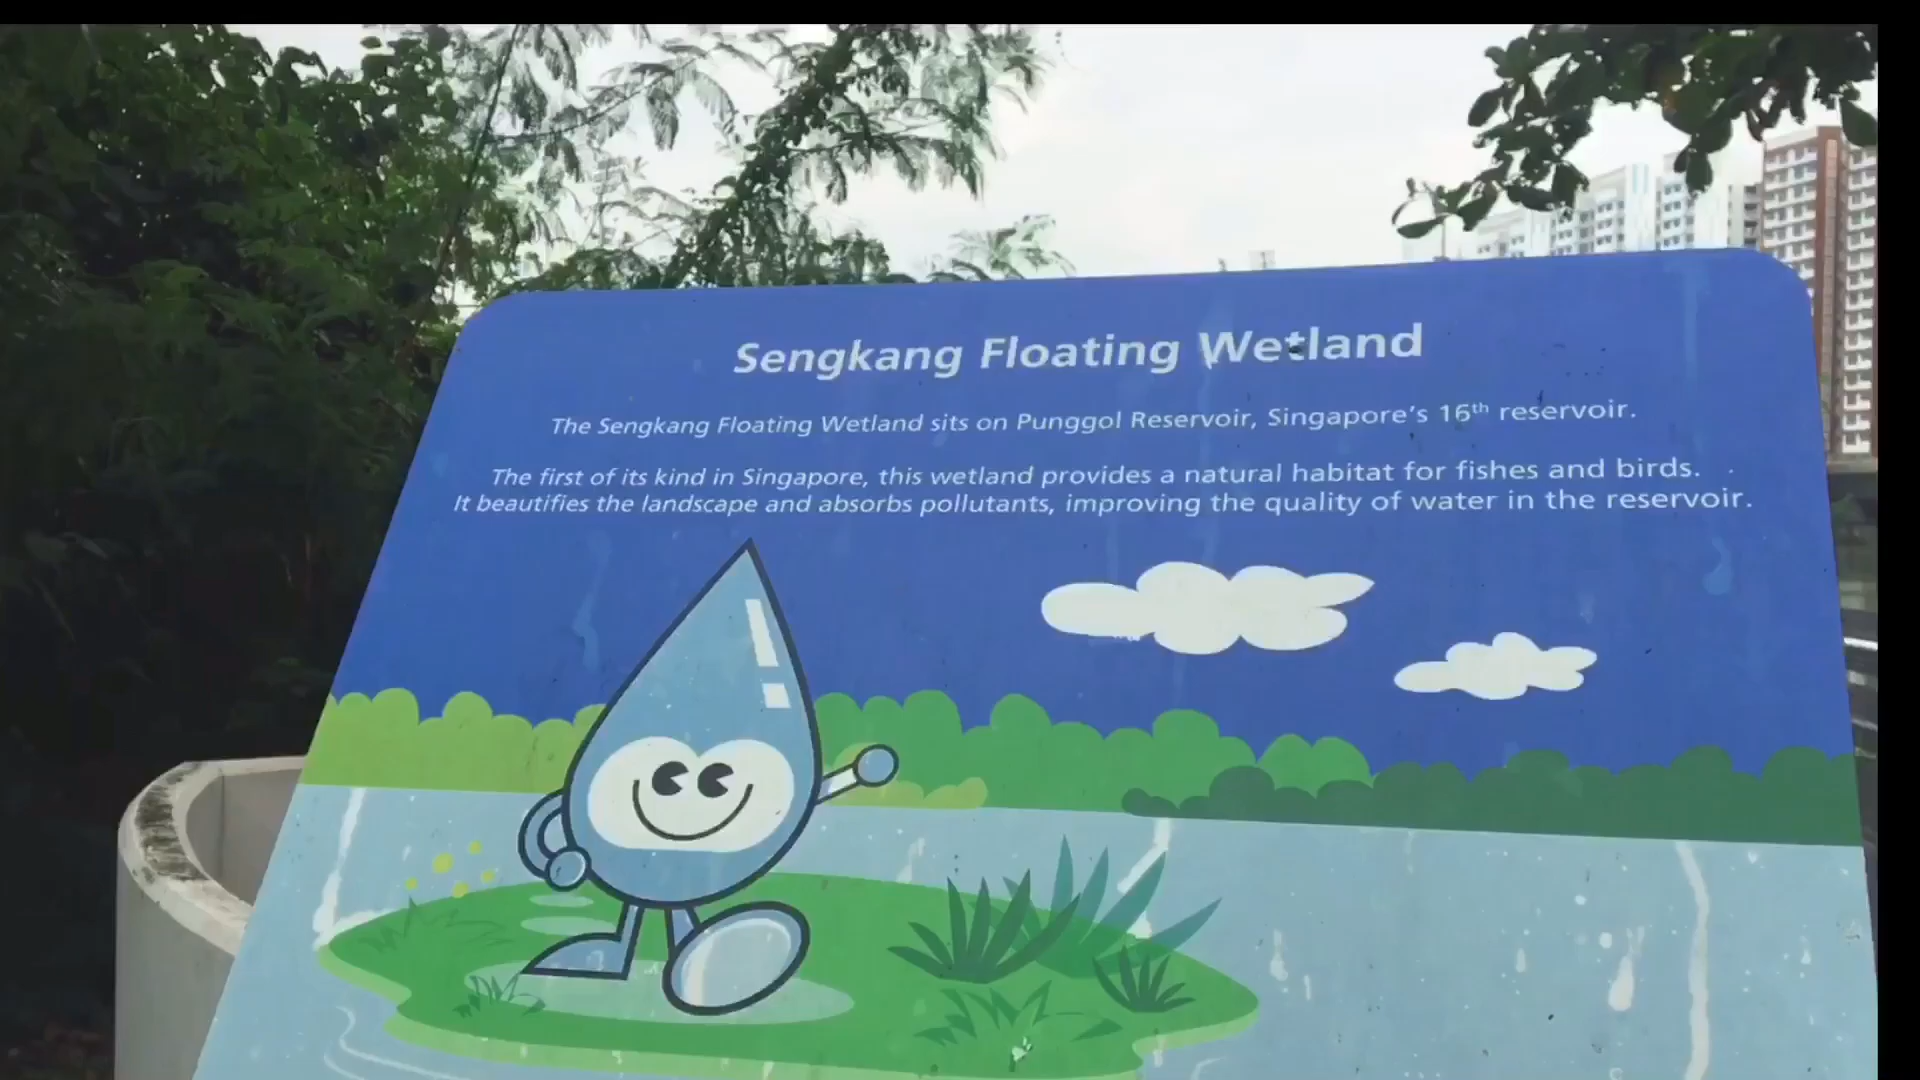 Sengkang Floating Wetland
The Sengkang Floating Wetland sits on Punggol Reservoir, Singapore's 16th reservoir.
The first of its kind in Singapore, this wetland provides a natural habitat for fishes and birds.
It beautifies the landscape and absorbs pollutants, improving the quality of water in the reservoir.